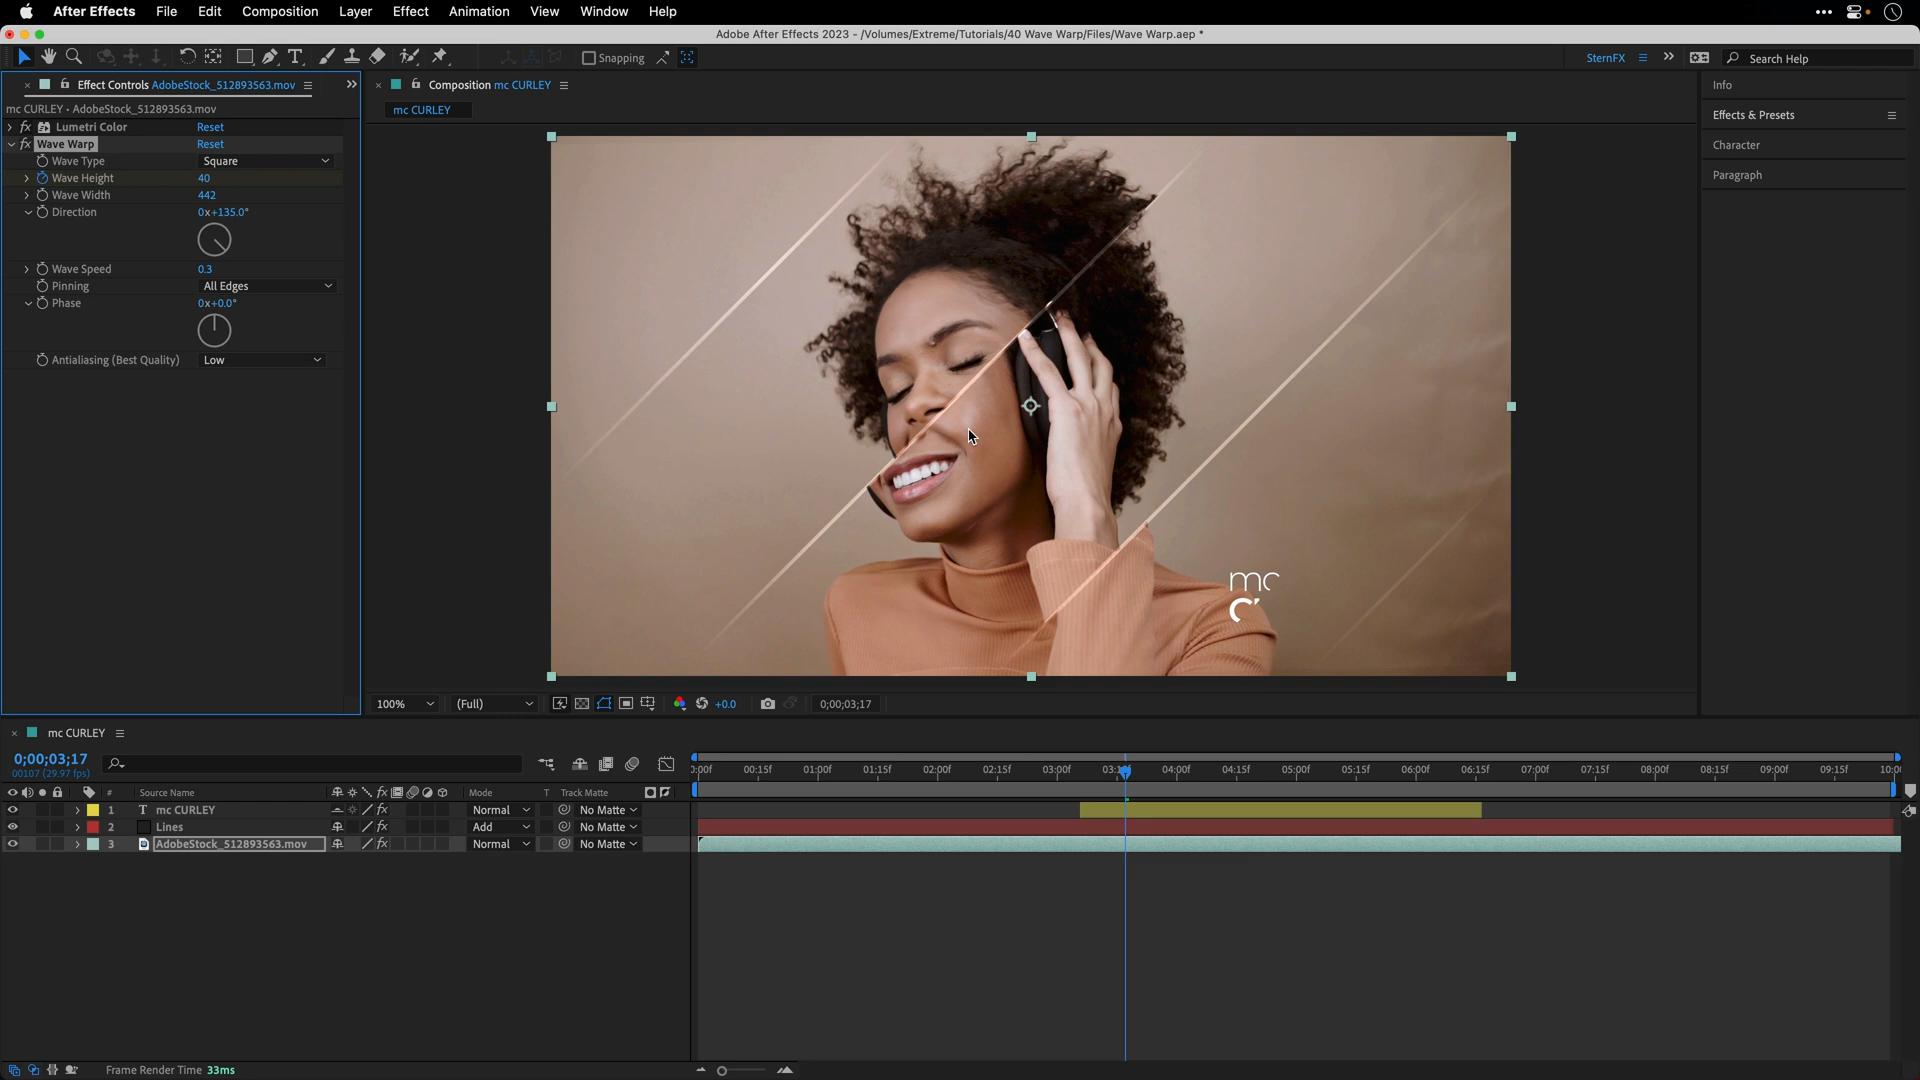 After Effects File Edit Composition Layer Effect Animation View Window Help
Adobe After Effects 2023 - /Volumes/Extreme/Tutorials/40 Wave Warp/Files/Wave Warp.aep *
Snapping
SternFX
Search Help
Effect Controls AdobeStock_512893563.mov
mc CURLEY • AdobeStock_512893563.mov
fx Lumetri Color Reset
fx Wave Warp Reset
Wave Type Square
Wave Height 40
Wave Width 442
Direction 0x+135.0°
Wave Speed 0.3
Pinning All Edges
Phase 0x+0.0°
Antialiasing (Best Quality) Low
Composition mc CURLEY
mc CURLEY
mc
100% (Full) +0.0 0;00;03;17
Info
Effects & Presets
Character
Paragraph
mc CURLEY
0;00;03;17
00107 (29.97 fps)
# Source Name fx Mode T Track Matte
1 T mc CURLEY fx Normal No Matte
2 Lines fx Add No Matte
3 AdobeStock_512893563.mov fx Normal No Matte
00:15f 01:00f 01:15f 02:00f 02:15f 03:00f 04:00f 04:15f 05:00f 05:15f 06:00f 06:15f 07:00f 07:15f 08:00f 08:15f 09:00f 09:15f
Frame Render Time 33ms